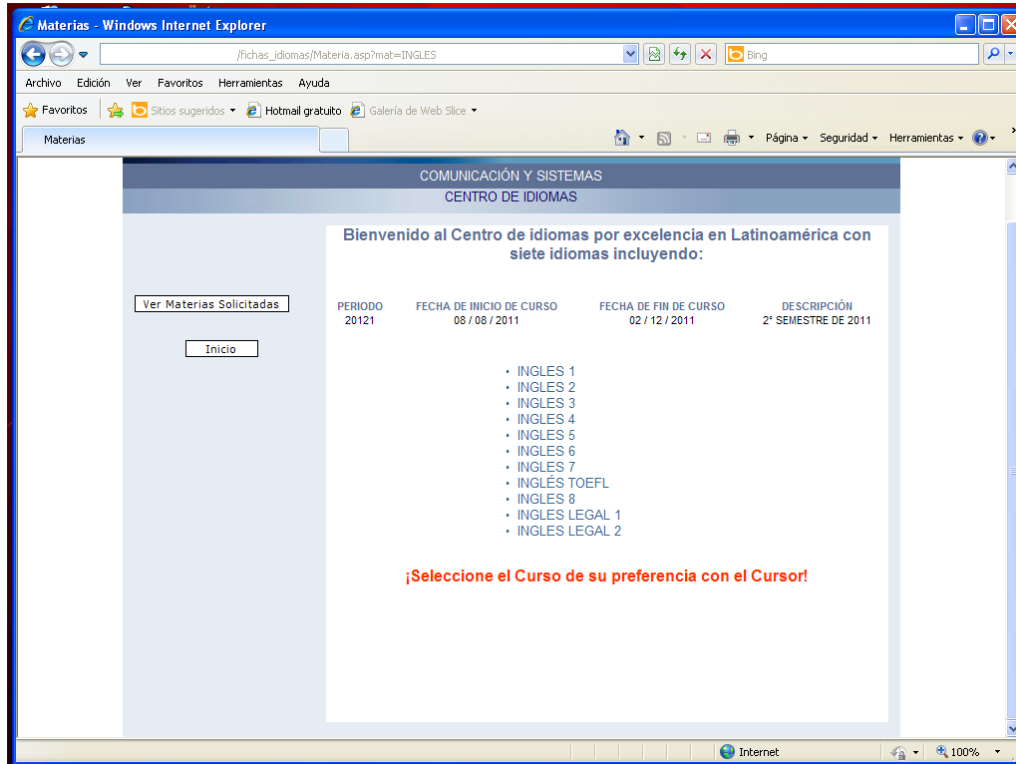 Materias - Windows Internet Explorer
/fichas_idiomas/Materia.asp?mat=INGLES
Bing
Archivo Edición Ver Favoritos Herramientas Ayuda
Favoritos Sitios sugeridos Hotmail gratuito Galería de Web Slice
Materias Página Seguridad Herramientas
COMUNICACIÓN Y SISTEMAS
CENTRO DE IDIOMAS
Bienvenido al Centro de idiomas por excelencia en Latinoamérica con
siete idiomas incluyendo:
Ver Materias Solicitadas
Inicio
PERIODO FECHA DE INICIO DE CURSO FECHA DE FIN DE CURSO DESCRIPCIÓN
20121 08 / 08 / 2011 02 / 12 / 2011 2° SEMESTRE DE 2011
• INGLES 1
• INGLES 2
• INGLES 3
• INGLES 4
• INGLES 5
• INGLES 6
• INGLES 7
• INGLÉS TOEFL
• INGLES 8
• INGLES LEGAL 1
• INGLES LEGAL 2
¡Seleccione el Curso de su preferencia con el Cursor!
Internet 100%